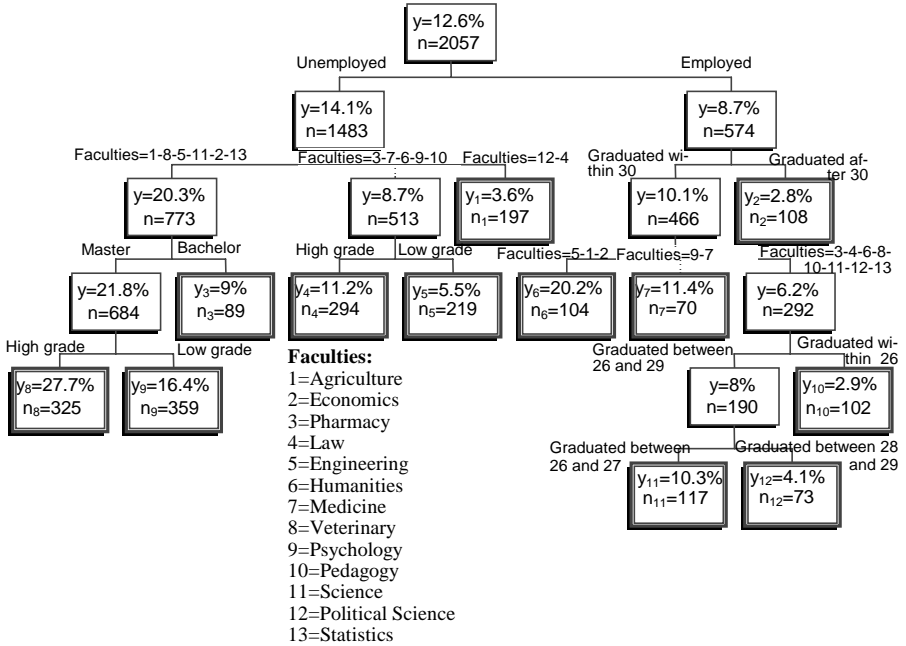 y=12.6%
n=2057
Unemployed
Employed
y=14.1%
n=1483
y=8.7%
n=574
Faculties=1-8-5-11-2-13
Faculties=3-7-6-9-10
Faculties=12-4
Graduated wi-
thin 30
Graduated af-
ter 30
y=20.3%
n=773
y=8.7%
n=513
y₁=3.6%
n₁=197
y=10.1%
n=466
y₂=2.8%
n₂=108
Master
Bachelor
High grade
Low grade
Faculties=5-1-2
Faculties=9-7
Faculties=3-4-6-8-
10-11-12-13
y=21.8%
n=684
y₃=9%
n₃=89
y₄=11.2%
n₄=294
y₅=5.5%
n₅=219
y₆=20.2%
n₆=104
y₇=11.4%
n₇=70
y=6.2%
n=292
High grade
Low grade
Graduated between
26 and 29
Graduated wi-
thin 26
y₈=27.7%
n₈=325
y₉=16.4%
n₉=359
y=8%
n=190
y₁₀=2.9%
n₁₀=102
Graduated between
26 and 27
Graduated between 28
and 29
y₁₁=10.3%
n₁₁=117
y₁₂=4.1%
n₁₂=73
Faculties:
1=Agriculture
2=Economics
3=Pharmacy
4=Law
5=Engineering
6=Humanities
7=Medicine
8=Veterinary
9=Psychology
10=Pedagogy
11=Science
12=Political Science
13=Statistics